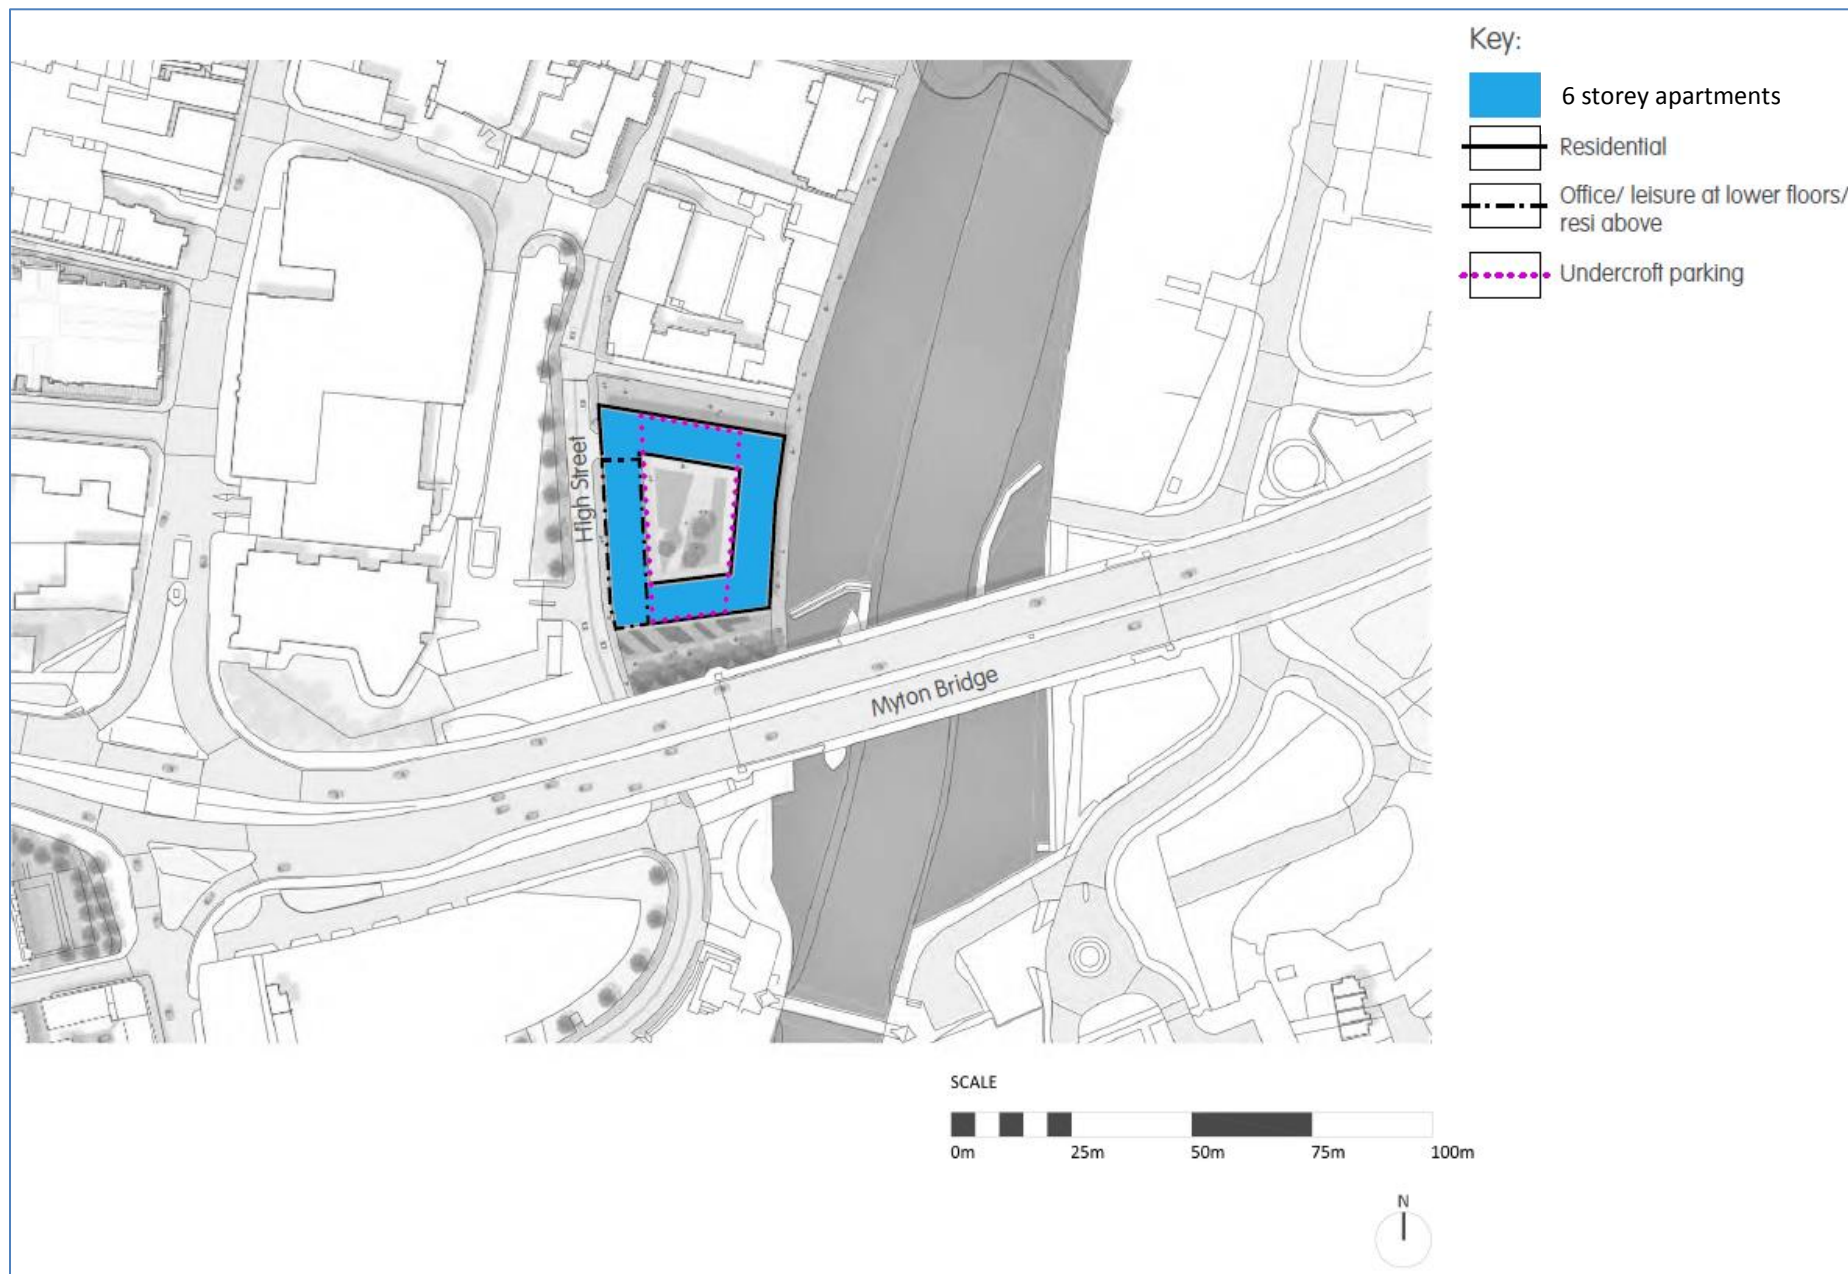 Key:
6 storey apartments
Residential
Office/ leisure at lower floors/
resi above
Undercroft parking
High Street
Myton Bridge
SCALE
0m 25m 50m 75m 100m
N